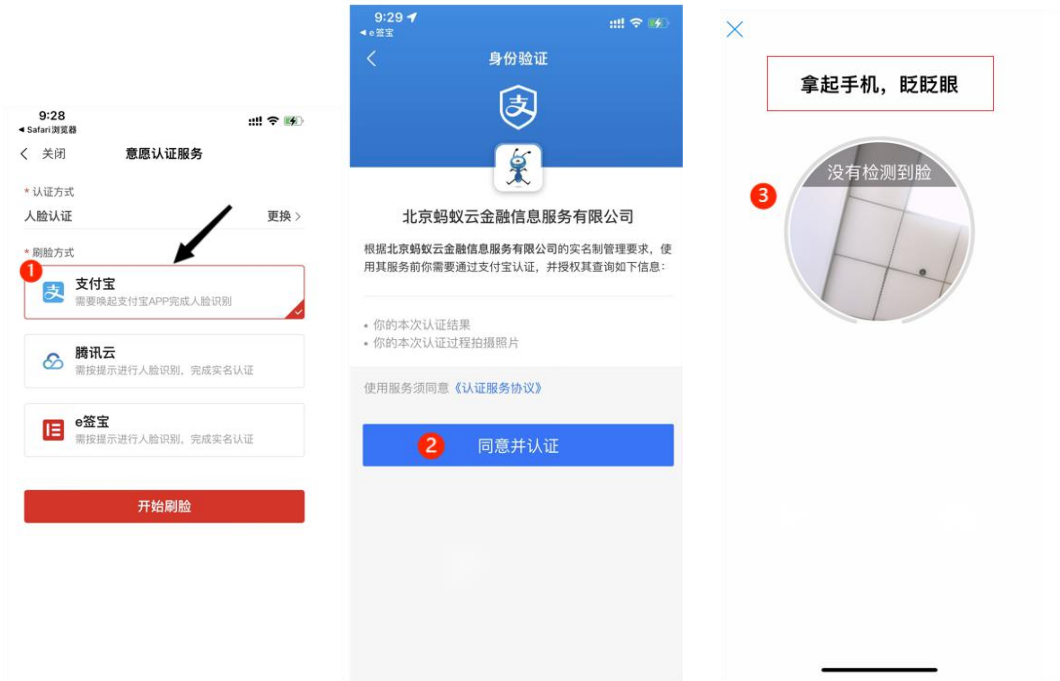 9:28
◀ Safari浏览器
关闭
意愿认证服务
* 认证方式
人脸认证
更换 >
* 刷脸方式
1
支付宝
需要唤起支付宝APP完成人脸识别
腾讯云
需按提示进行人脸识别，完成实名认证
e签宝
需按提示进行人脸识别，完成实名认证
开始刷脸
9:29
◀ e签宝
身份验证
支
北京蚂蚁云金融信息服务有限公司
根据北京蚂蚁云金融信息服务有限公司的实名制管理要求，使
用其服务前你需要通过支付宝认证，并授权其查询如下信息：
• 你的本次认证结果
• 你的本次认证过程拍摄照片
使用服务须同意《认证服务协议》
2
同意并认证
拿起手机，眨眨眼
没有检测到脸
3